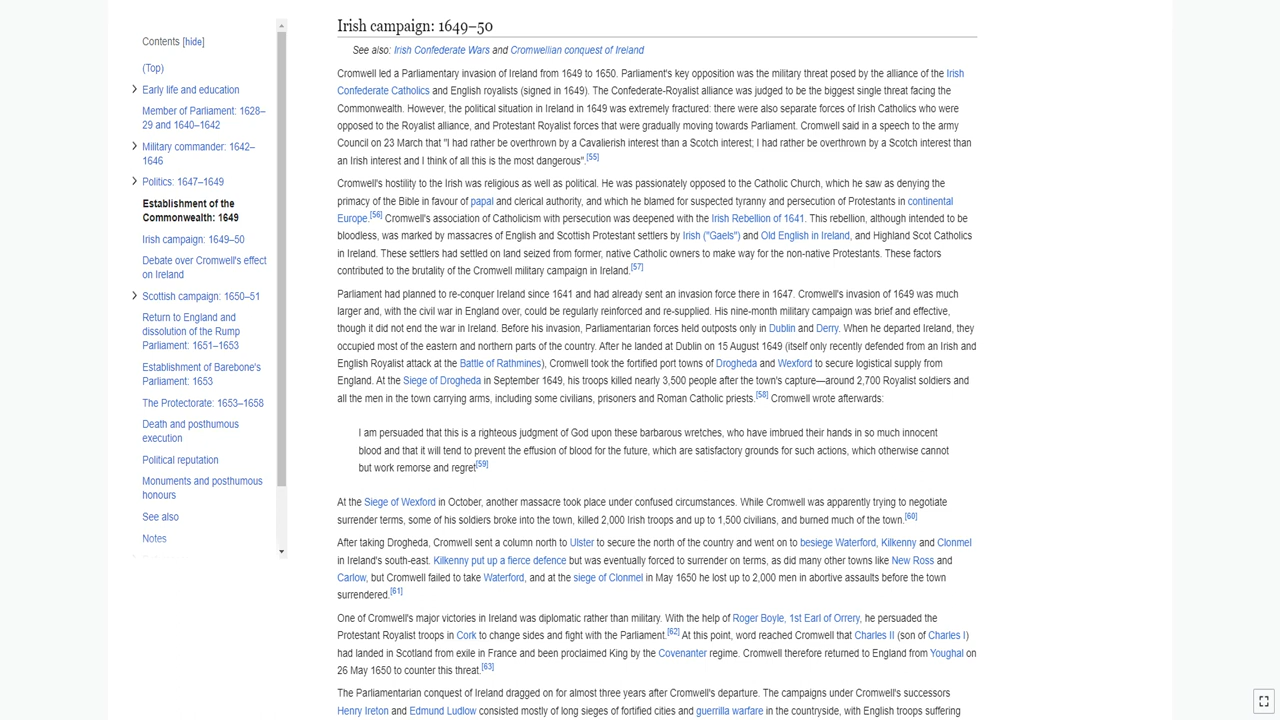 Contents [hide]
(Top)
Early life and education
Member of Parliament: 1628–
29 and 1640–1642
Military commander: 1642–
1646
Politics: 1647–1649
Establishment of the
Commonwealth: 1649
Irish campaign: 1649–50
Debate over Cromwell's effect
on Ireland
Scottish campaign: 1650–51
Return to England and
dissolution of the Rump
Parliament: 1651–1653
Establishment of Barebone's
Parliament: 1653
The Protectorate: 1653–1658
Death and posthumous
execution
Political reputation
Monuments and posthumous
honours
See also
Notes
Irish campaign: 1649–50
See also: Irish Confederate Wars and Cromwellian conquest of Ireland
Cromwell led a Parliamentary invasion of Ireland from 1649 to 1650. Parliament's key opposition was the military threat posed by the alliance of the Irish
Confederate Catholics and English royalists (signed in 1649). The Confederate-Royalist alliance was judged to be the biggest single threat facing the
Commonwealth. However, the political situation in Ireland in 1649 was extremely fractured: there were also separate forces of Irish Catholics who were
opposed to the Royalist alliance, and Protestant Royalist forces that were gradually moving towards Parliament. Cromwell said in a speech to the army
Council on 23 March that "I had rather be overthrown by a Cavalierish interest than a Scotch interest; I had rather be overthrown by a Scotch interest than
an Irish interest and I think of all this is the most dangerous".[55]
Cromwell's hostility to the Irish was religious as well as political. He was passionately opposed to the Catholic Church, which he saw as denying the
primacy of the Bible in favour of papal and clerical authority, and which he blamed for suspected tyranny and persecution of Protestants in continental
Europe.[56] Cromwell's association of Catholicism with persecution was deepened with the Irish Rebellion of 1641. This rebellion, although intended to be
bloodless, was marked by massacres of English and Scottish Protestant settlers by Irish ("Gaels") and Old English in Ireland, and Highland Scot Catholics
in Ireland. These settlers had settled on land seized from former, native Catholic owners to make way for the non-native Protestants. These factors
contributed to the brutality of the Cromwell military campaign in Ireland.[57]
Parliament had planned to re-conquer Ireland since 1641 and had already sent an invasion force there in 1647. Cromwell's invasion of 1649 was much
larger and, with the civil war in England over, could be regularly reinforced and re-supplied. His nine-month military campaign was brief and effective,
though it did not end the war in Ireland. Before his invasion, Parliamentarian forces held outposts only in Dublin and Derry. When he departed Ireland, they
occupied most of the eastern and northern parts of the country. After he landed at Dublin on 15 August 1649 (itself only recently defended from an Irish and
English Royalist attack at the Battle of Rathmines), Cromwell took the fortified port towns of Drogheda and Wexford to secure logistical supply from
England. At the Siege of Drogheda in September 1649, his troops killed nearly 3,500 people after the town's capture—around 2,700 Royalist soldiers and
all the men in the town carrying arms, including some civilians, prisoners and Roman Catholic priests.[58] Cromwell wrote afterwards:
I am persuaded that this is a righteous judgment of God upon these barbarous wretches, who have imbrued their hands in so much innocent
blood and that it will tend to prevent the effusion of blood for the future, which are satisfactory grounds for such actions, which otherwise cannot
but work remorse and regret[59]
At the Siege of Wexford in October, another massacre took place under confused circumstances. While Cromwell was apparently trying to negotiate
surrender terms, some of his soldiers broke into the town, killed 2,000 Irish troops and up to 1,500 civilians, and burned much of the town.[60]
After taking Drogheda, Cromwell sent a column north to Ulster to secure the north of the country and went on to besiege Waterford, Kilkenny and Clonmel
in Ireland's south-east. Kilkenny put up a fierce defence but was eventually forced to surrender on terms, as did many other towns like New Ross and
Carlow, but Cromwell failed to take Waterford, and at the siege of Clonmel in May 1650 he lost up to 2,000 men in abortive assaults before the town
surrendered.[61]
One of Cromwell's major victories in Ireland was diplomatic rather than military. With the help of Roger Boyle, 1st Earl of Orrery, he persuaded the
Protestant Royalist troops in Cork to change sides and fight with the Parliament.[62] At this point, word reached Cromwell that Charles II (son of Charles I)
had landed in Scotland from exile in France and been proclaimed King by the Covenanter regime. Cromwell therefore returned to England from Youghal on
26 May 1650 to counter this threat.[63]
The Parliamentarian conquest of Ireland dragged on for almost three years after Cromwell's departure. The campaigns under Cromwell's successors
Henry Ireton and Edmund Ludlow consisted mostly of long sieges of fortified cities and guerrilla warfare in the countryside, with English troops suffering